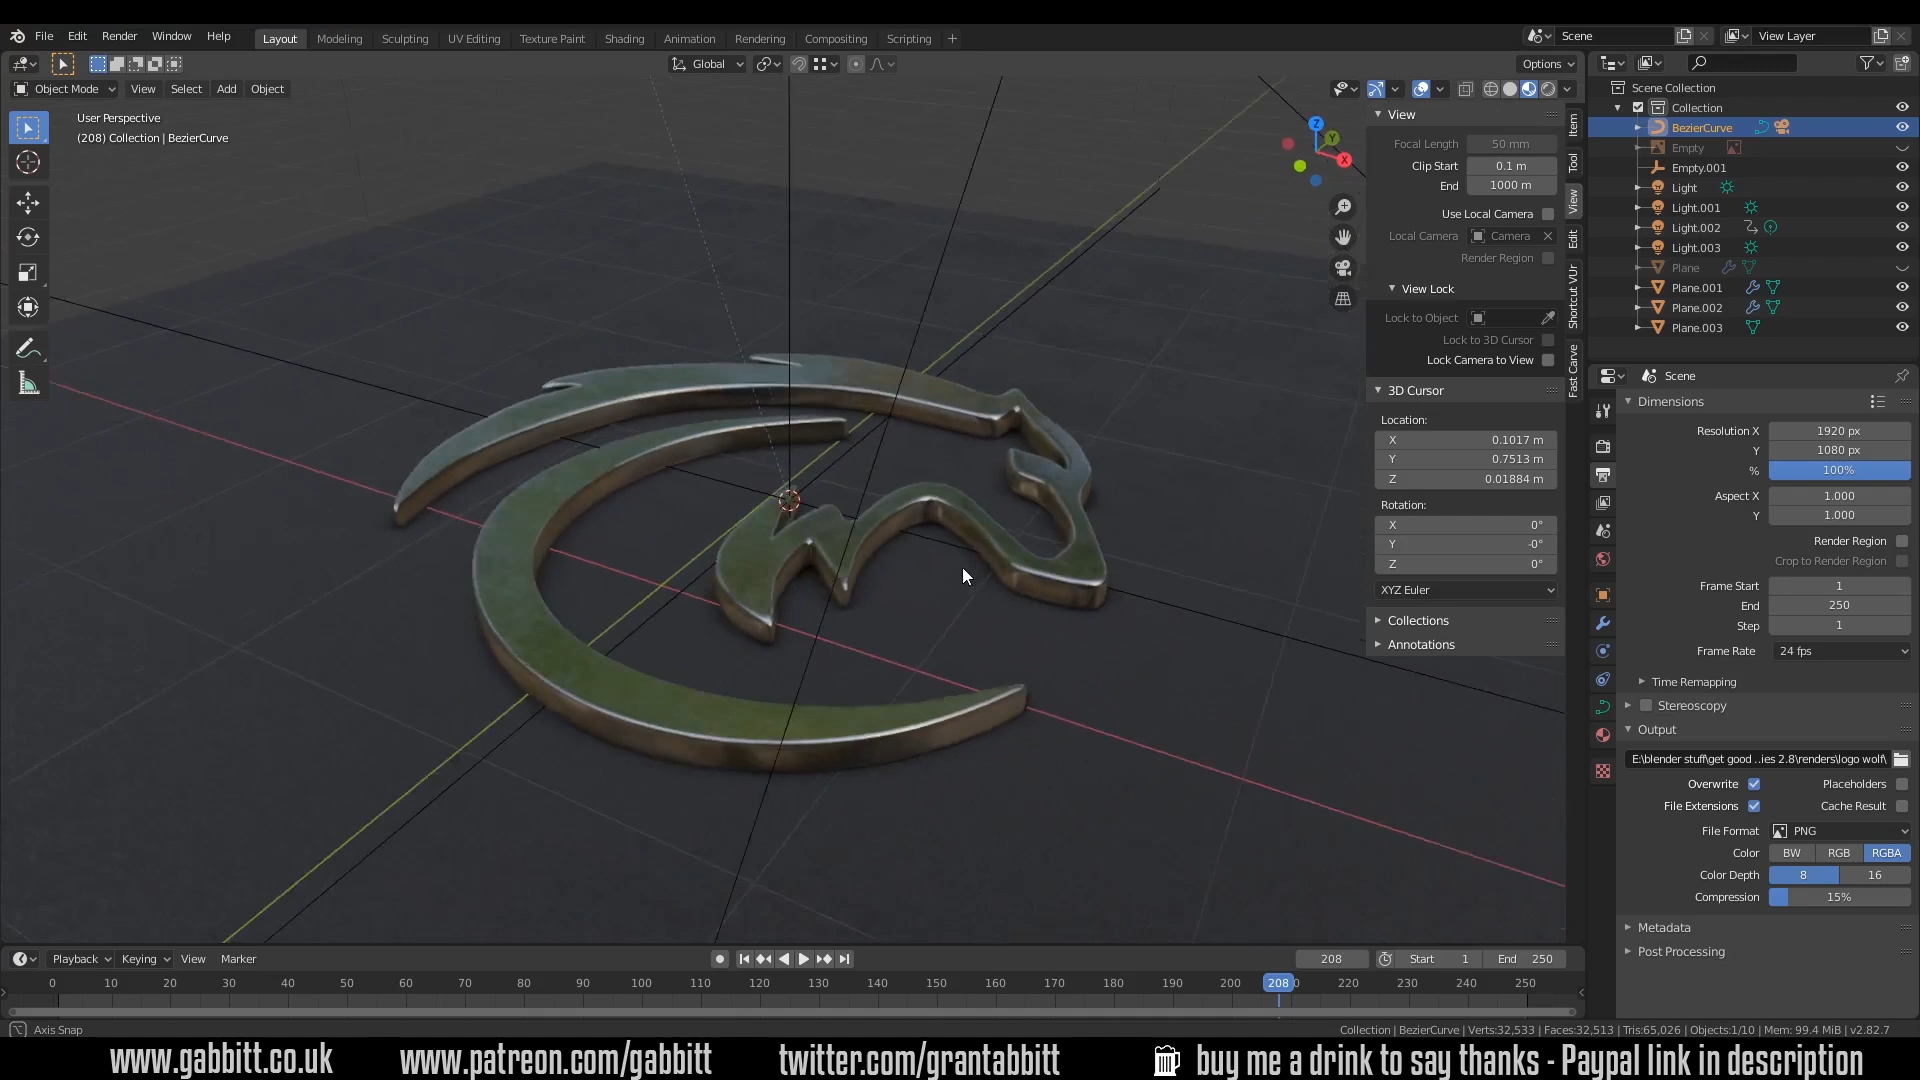 File Edit Render Window Help Layout Modeling Sculpting UV Editing Texture Paint Shading Animation Rendering Compositing Scripting + Scene View Layer
Global Options
Object Mode View Select Add Object
User Perspective
(208) Collection | BezierCurve
Z
Y
X
View
Focal Length 50 mm
Clip Start 0.1 m
End 1000 m
Use Local Camera
Local Camera Camera
Render Region
View Lock
Lock to Object
Lock to 3D Cursor
Lock Camera to View
3D Cursor
Location:
X 0.1017 m
Y 0.7513 m
Z 0.01884 m
Rotation:
X 0°
Y -0°
Z 0°
XYZ Euler
Collections
Annotations
Item
Tool
View
Edit
Shortcut VUr
Fast Carve
Scene Collection
Collection
BezierCurve
Empty
Empty.001
Light
Light.001
Light.002
Light.003
Plane
Plane.001
Plane.002
Plane.003
Scene
Dimensions
Resolution X 1920 px
Y 1080 px
% 100%
Aspect X 1.000
Y 1.000
Render Region
Crop to Render Region
Frame Start 1
End 250
Step 1
Frame Rate 24 fps
Time Remapping
Stereoscopy
Output
E:\blender stuff\get good ..ies 2.8\renders\logo wolf\
Overwrite Placeholders
File Extensions Cache Result
File Format PNG
Color BW RGB RGBA
Color Depth 8 16
Compression 15%
Metadata
Post Processing
Playback Keying View Marker 208 Start 1 End 250
0 10 20 30 40 50 60 70 80 90 100 110 120 130 140 150 160 170 180 190 200 208 0 220 230 240 250
Axis Snap Collection | BezierCurve | Verts:32,533 | Faces:32,513 | Tris:65,026 | Objects:1/10 | Mem: 99.4 MiB | v2.82.7
www.gabbitt.co.uk www.patreon.com/gabbitt twitter.com/grantabbitt buy me a drink to say thanks - Paypal link in description